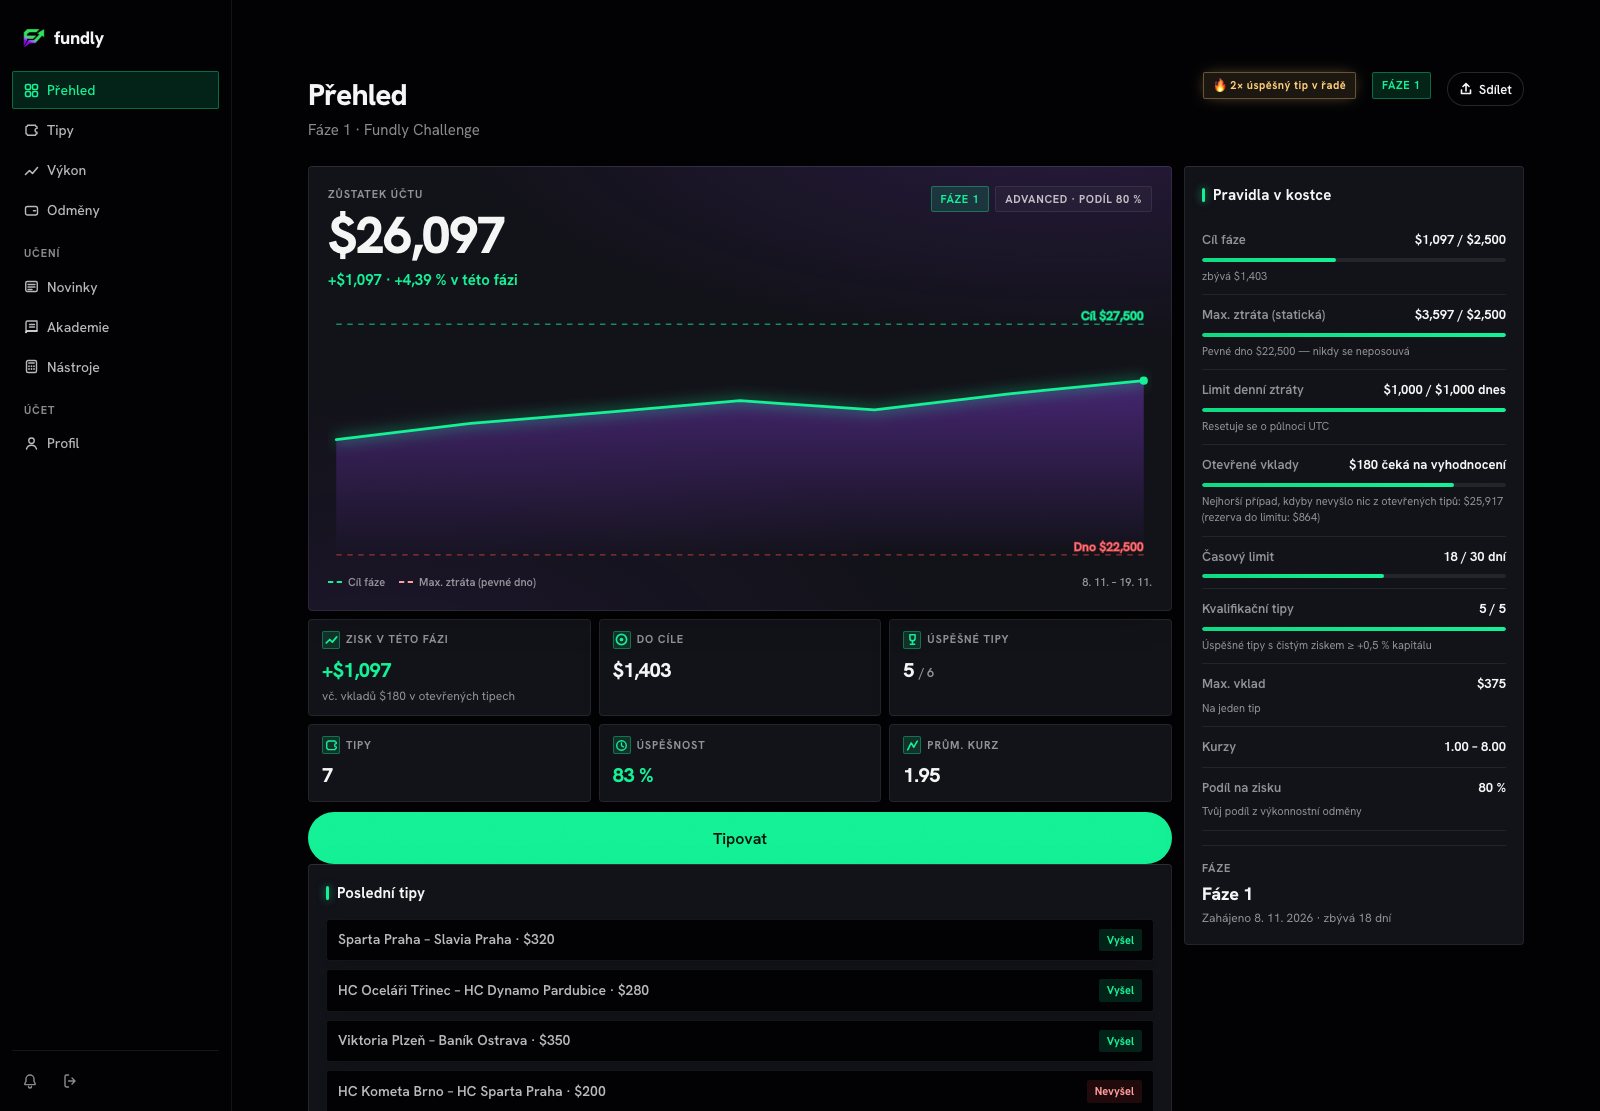 fundly
Přehled
Tipy
Výkon
Odměny
UČENÍ
Novinky
Akademie
Nástroje
ÚČET
Profil
Přehled
Fáze 1 · Fundly Challenge
🔥 2× úspěšný tip v řadě
FÁZE 1
Sdílet
ZŮSTATEK ÚČTU
$26,097
+$1,097 · +4,39 % v této fázi
FÁZE 1
ADVANCED · PODÍL 80 %
Cíl $27,500
Dno $22,500
Cíl fáze
Max. ztráta (pevné dno)
8. 11. – 19. 11.
ZISK V TÉTO FÁZI
+$1,097
vč. vkladů $180 v otevřených tipech
DO CÍLE
$1,403
ÚSPĚŠNÉ TIPY
5 / 6
TIPY
7
ÚSPĚŠNOST
83 %
PRŮM. KURZ
1.95
Tipovat
Poslední tipy
Sparta Praha – Slavia Praha · $320
Vyšel
HC Oceláři Třinec – HC Dynamo Pardubice · $280
Vyšel
Viktoria Plzeň – Baník Ostrava · $350
Vyšel
HC Kometa Brno – HC Sparta Praha · $200
Nevyšel
Pravidla v kostce
Cíl fáze
$1,097 / $2,500
zbývá $1,403
Max. ztráta (statická)
$3,597 / $2,500
Pevné dno $22,500 — nikdy se neposouvá
Limit denní ztráty
$1,000 / $1,000 dnes
Resetuje se o půlnoci UTC
Otevřené vklady
$180 čeká na vyhodnocení
Nejhorší případ, kdyby nevyšlo nic z otevřených tipů: $25,917
(rezerva do limitu: $864)
Časový limit
18 / 30 dní
Kvalifikační tipy
5 / 5
Úspěšné tipy s čistým ziskem ≥ +0,5 % kapitálu
Max. vklad
$375
Na jeden tip
Kurzy
1.00 – 8.00
Podíl na zisku
80 %
Tvůj podíl z výkonnostní odměny
FÁZE
Fáze 1
Zahájeno 8. 11. 2026 · zbývá 18 dní